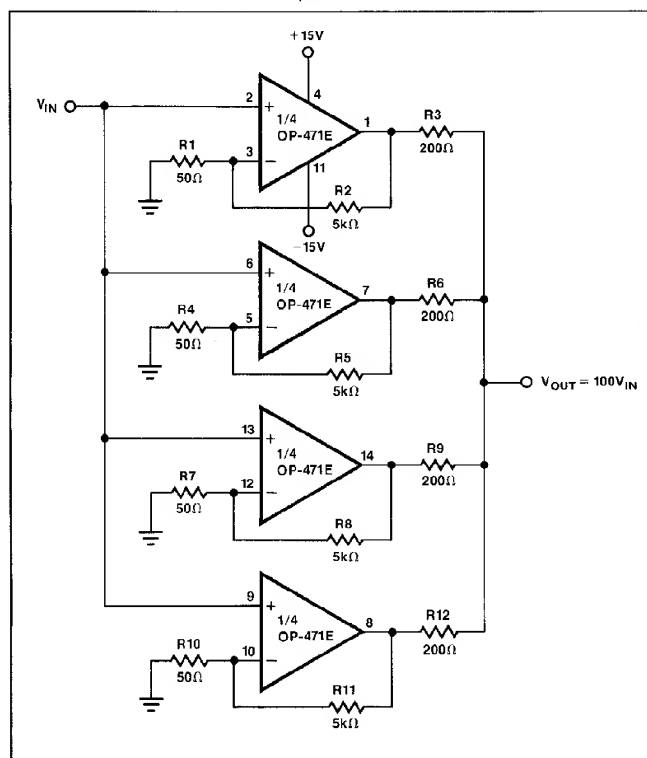 +15V
VIN
2
+
4
1/4
OP-471E
1
R3
200Ω
R1
50Ω
3
−
11
R2
5kΩ
−15V
6
+
1/4
OP-471E
7
R6
200Ω
R4
50Ω
5
−
R5
5kΩ
VOUT = 100VIN
13
+
1/4
OP-471E
14
R9
200Ω
R7
50Ω
12
−
R8
5kΩ
9
+
1/4
OP-471E
8
R12
200Ω
R10
50Ω
10
−
R11
5kΩ